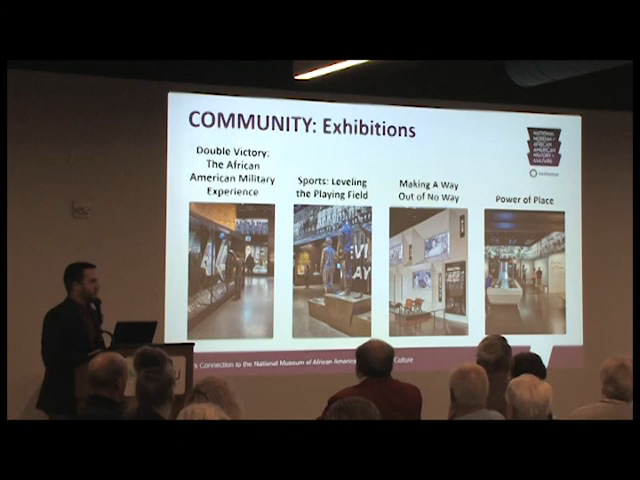 COMMUNITY: Exhibitions
NATIONAL
MUSEUM of
AFRICAN
AMERICAN
HISTORY &
CULTURE
Double Victory:
The African
American Military
Experience
Sports: Leveling
the Playing Field
Making A Way
Out of No Way
Power of Place
Connection to the National Museum of African America
Culture